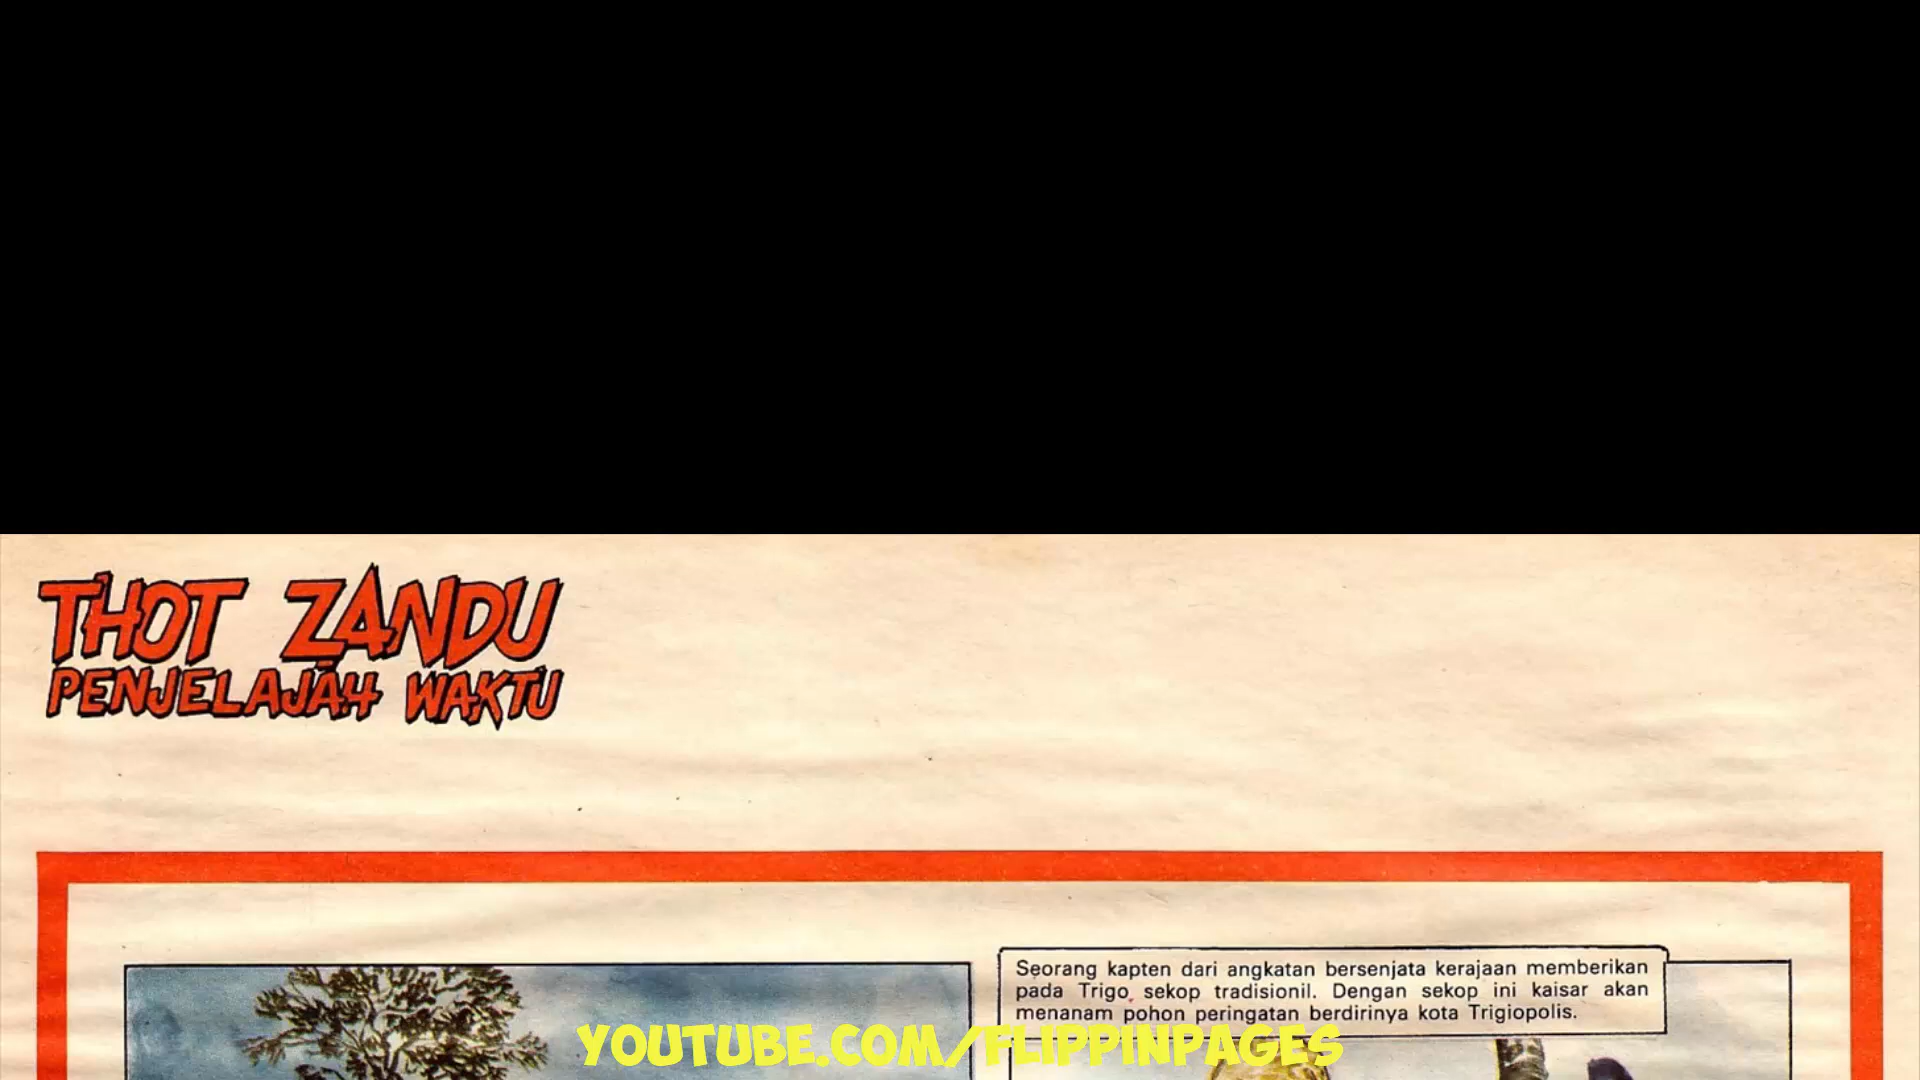 THOT ZANDU
PENJELAJAH WAKTU
Seorang kapten dari angkatan bersenjata kerajaan memberikan
pada Trigo sekop tradisionil. Dengan sekop ini kaisar akan
menanam pohon peringatan berdirinya kota Trigiopolis.
YOUTUBE.COM/FLIPPINPAGES